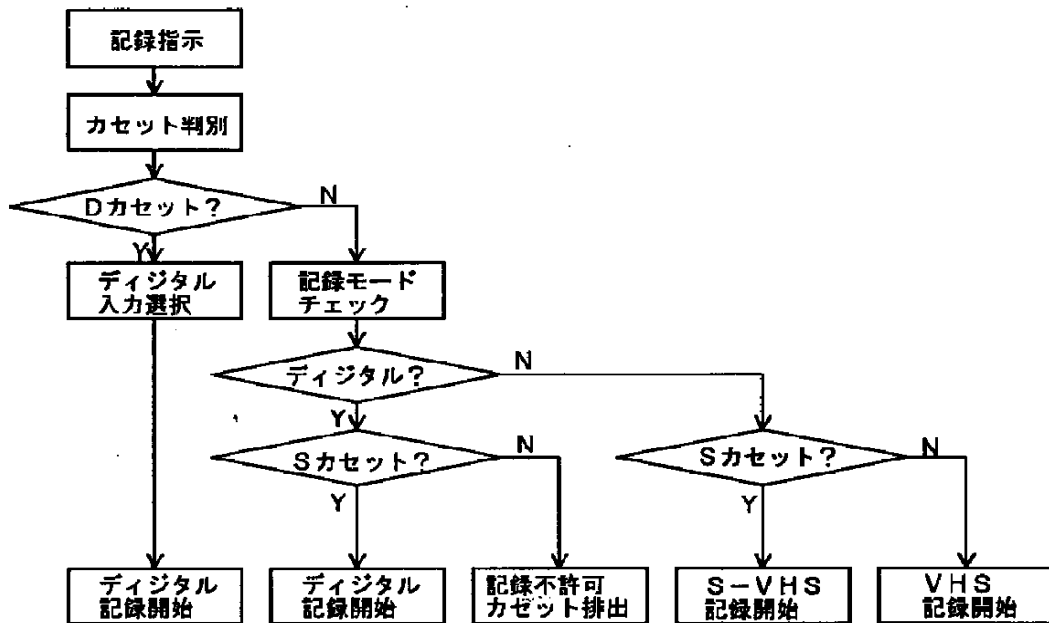 記録指示
カセット判別
Dカセット？
N
Y
ディジタル
入力選択
記録モード
チェック
ディジタル？
N
Y
Sカセット？
N
Y
Sカセット？
N
Y
ディジタル
記録開始
ディジタル
記録開始
記録不許可
カセット排出
S－VHS
記録開始
VHS
記録開始